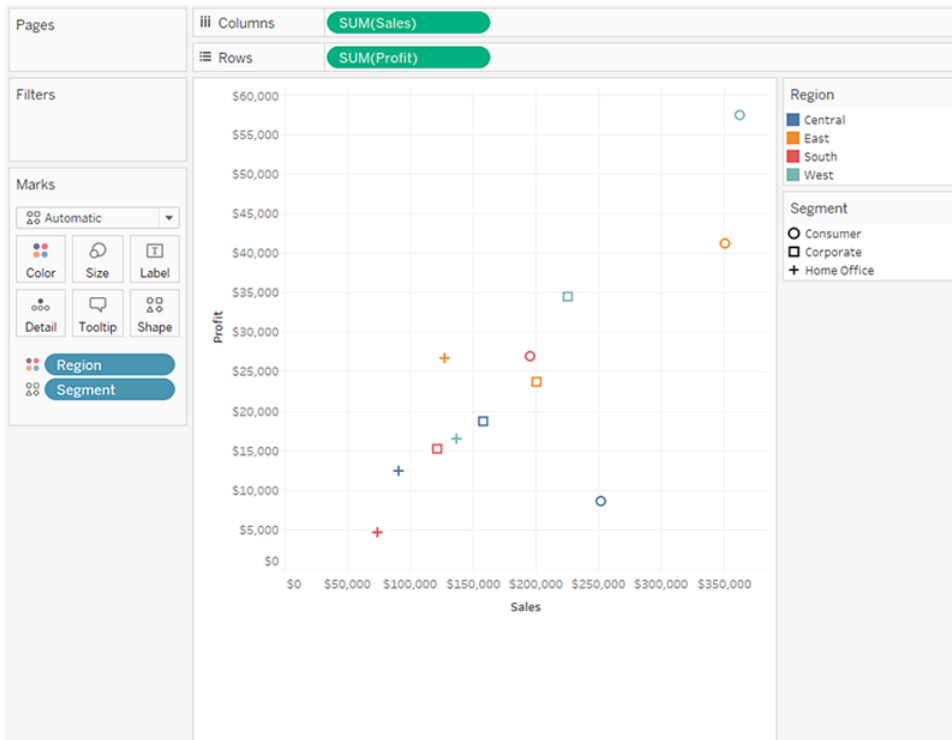 Pages
Columns
SUM(Sales)
Rows
SUM(Profit)
Filters
Marks
Automatic
Color
Size
Label
Detail
Tooltip
Shape
Region
Segment
$60,000
$55,000
$50,000
$45,000
$40,000
$35,000
$30,000
$25,000
$20,000
$15,000
$10,000
$5,000
$0
Profit
$0 $50,000 $100,000 $150,000 $200,000 $250,000 $300,000 $350,000
Sales
Region
Central
East
South
West
Segment
Consumer
Corporate
Home Office